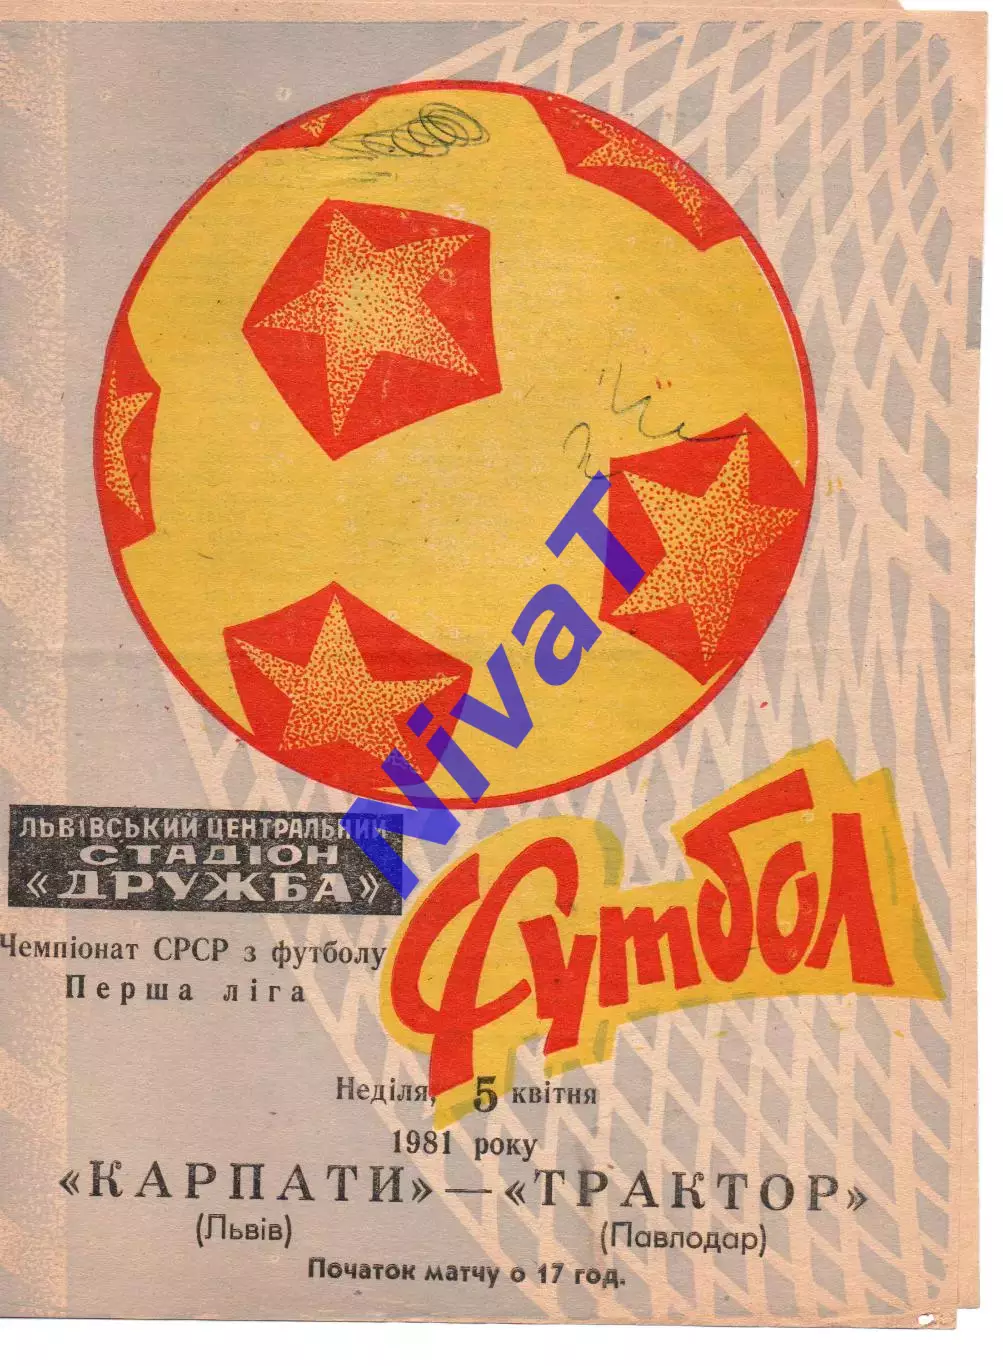 NivaT
ЛЬВІВСЬКИЙ ЦЕНТРАЛЬНИЙ
СТАДІОН
«ДРУЖБА»
Футбол
Чемпіонат СРСР з футболу
Перша ліга
Неділя, 5 квітня
1981 року
«КАРПАТИ» — «ТРАКТОР»
(Львів) (Павлодар)
Початок матчу о 17 год.